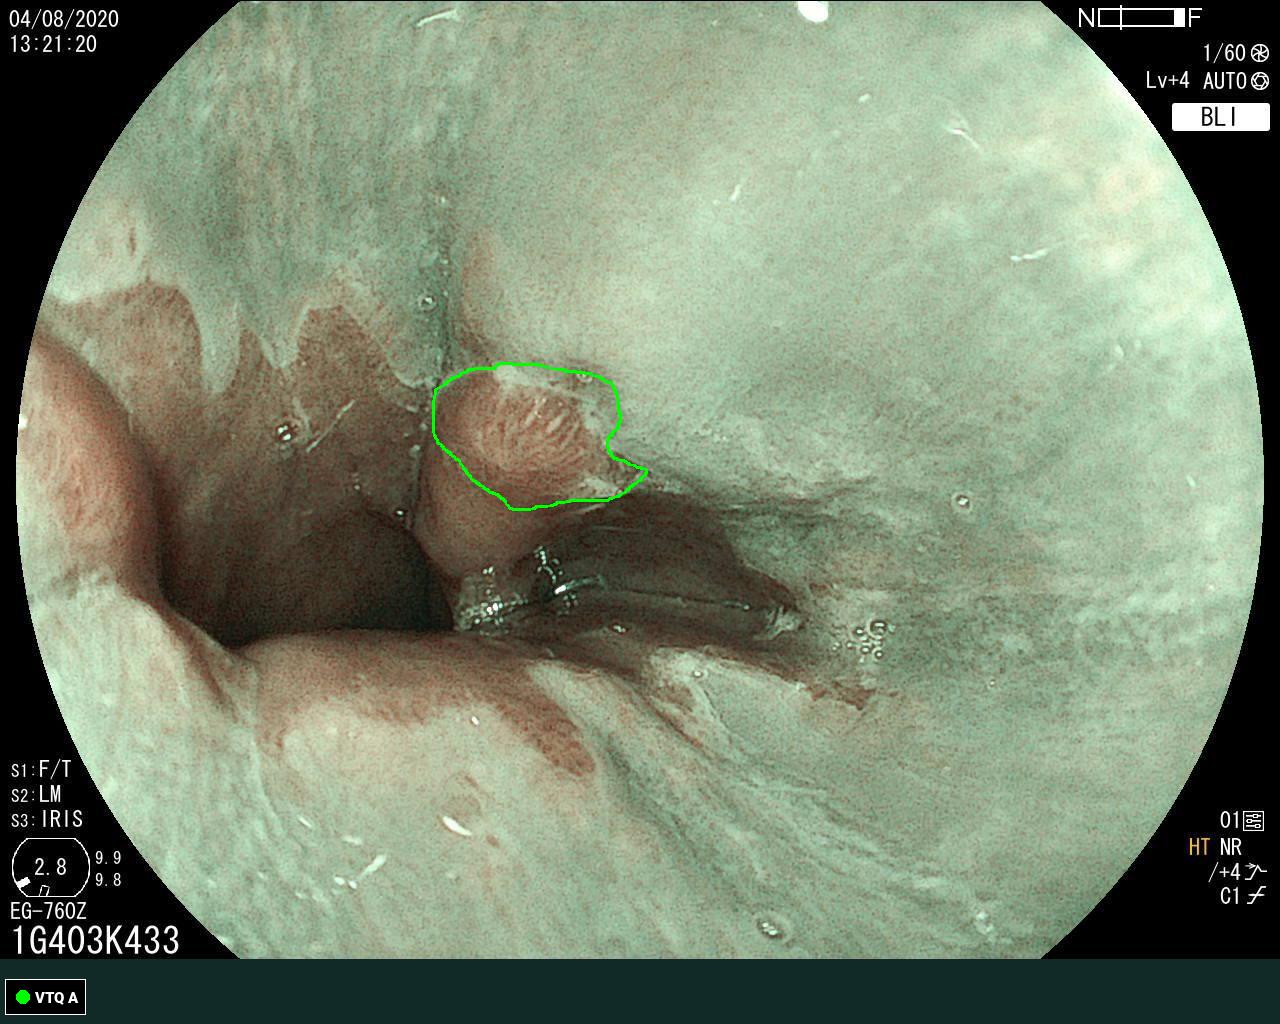 04/08/2020
13:21:20
N F
1/60
Lv+4 AUTO
BLI
S1:F/T
S2:LM
S3:IRIS
2.8
9.9
9.8
EG-760Z
1G403K433
01
HT NR
/+4
C1
VTQ A